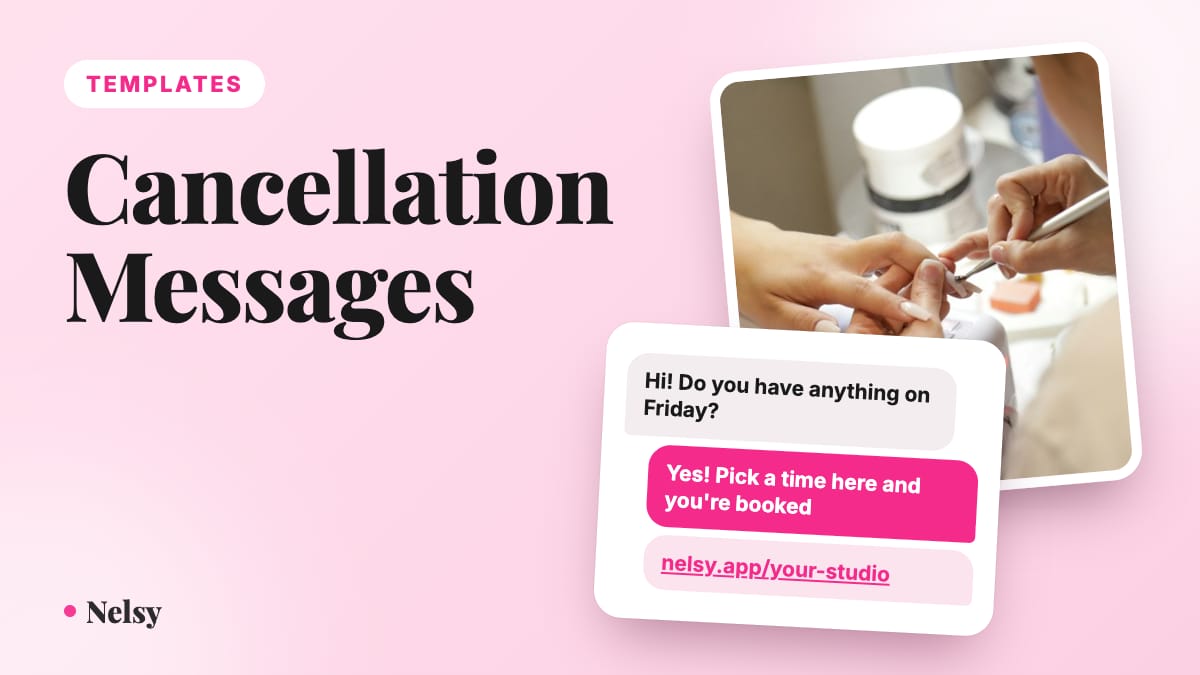 TEMPLATES
Cancellation
Messages
Hi! Do you have anything on
Friday?
Yes! Pick a time here and
you're booked
nelsy.app/your-studio
Nelsy